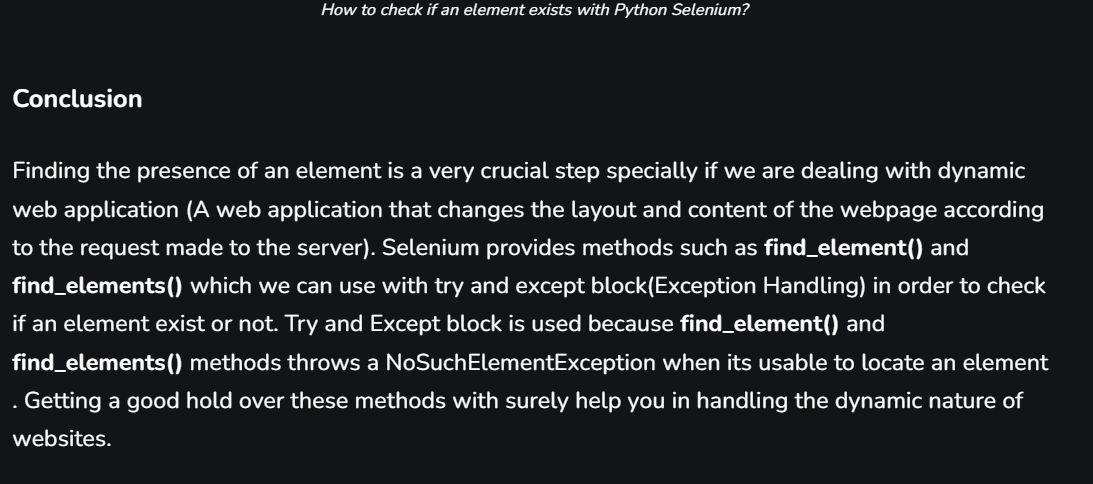 How to check if an element exists with Python Selenium?
Conclusion
Finding the presence of an element is a very crucial step specially if we are dealing with dynamic
web application (A web application that changes the layout and content of the webpage according
to the request made to the server). Selenium provides methods such as find_element() and
find_elements() which we can use with try and except block(Exception Handling) in order to check
if an element exist or not. Try and Except block is used because find_element() and
find_elements() methods throws a NoSuchElementException when its usable to locate an element
. Getting a good hold over these methods with surely help you in handling the dynamic nature of
websites.